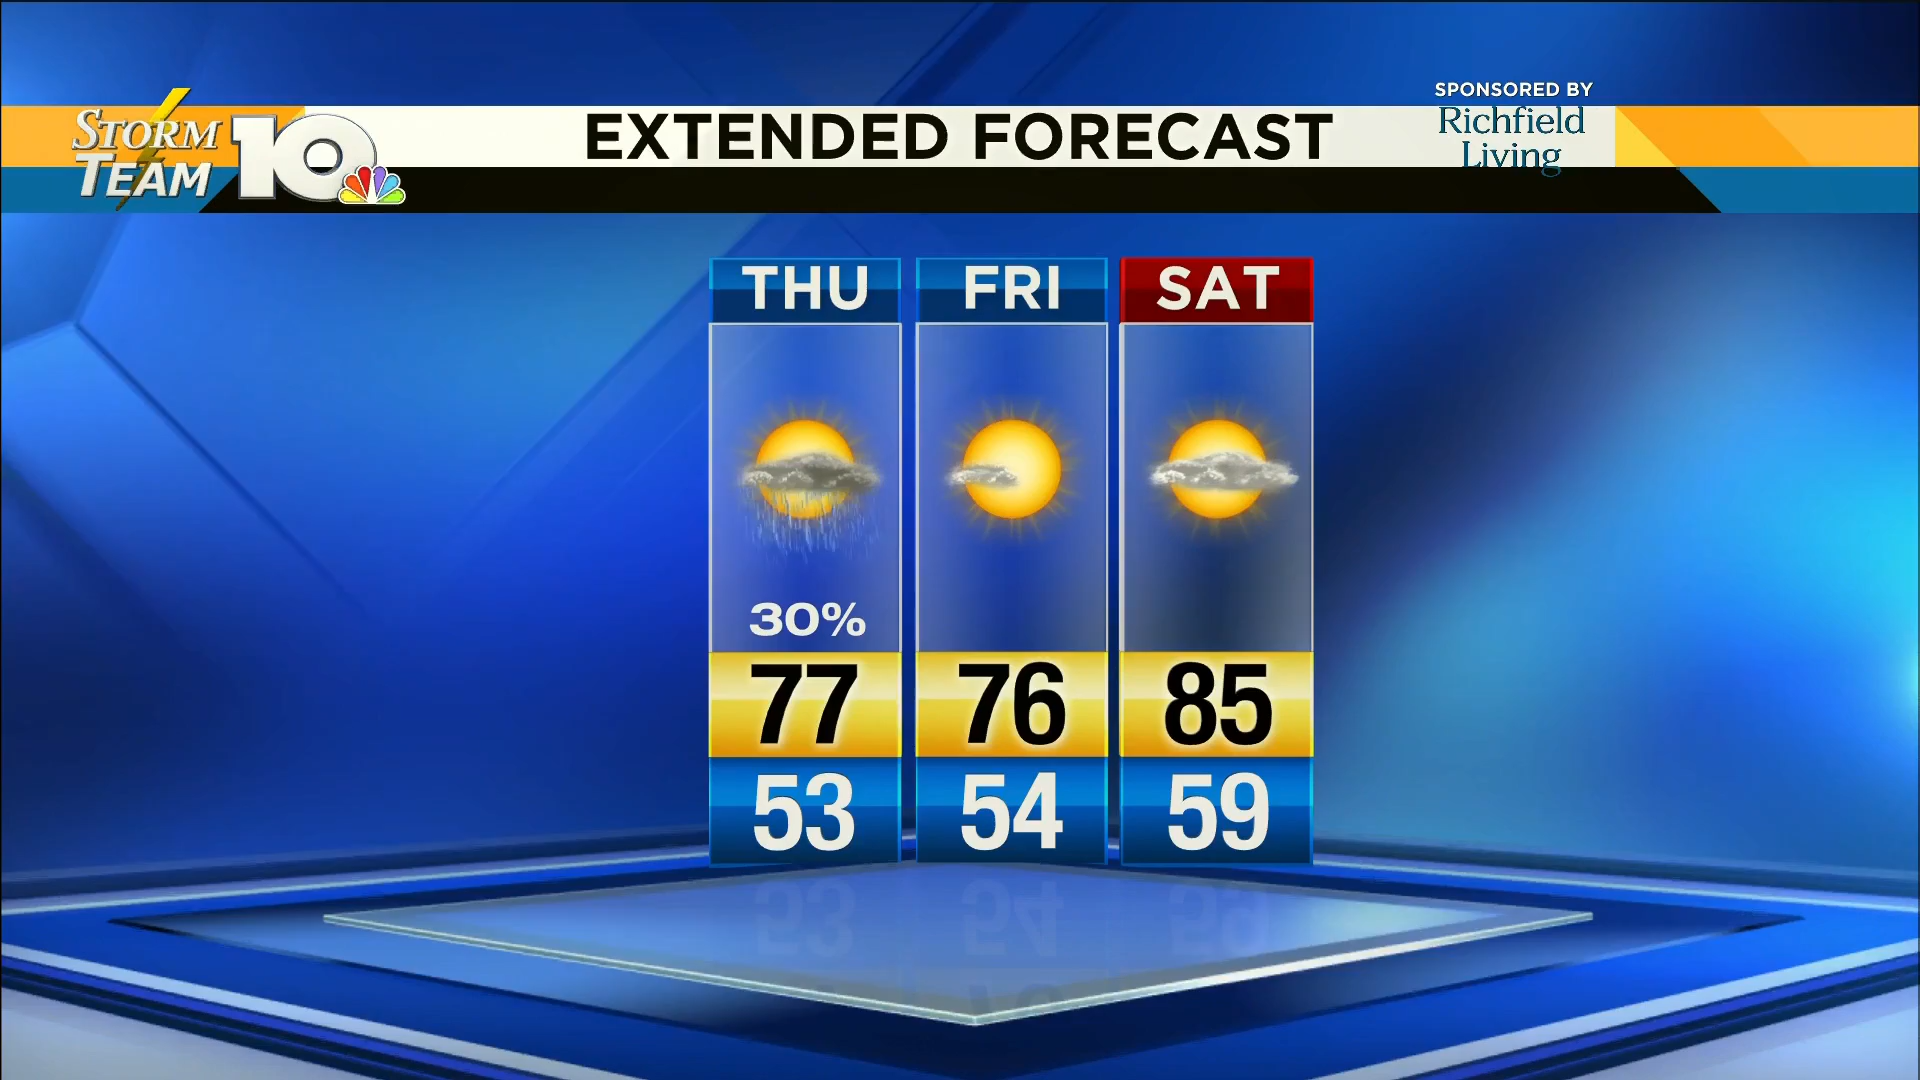 SPONSORED BY
Richfield
Living
STORM
TEAM
10
EXTENDED FORECAST
THU FRI SAT
30%
77 76 85
53 54 59